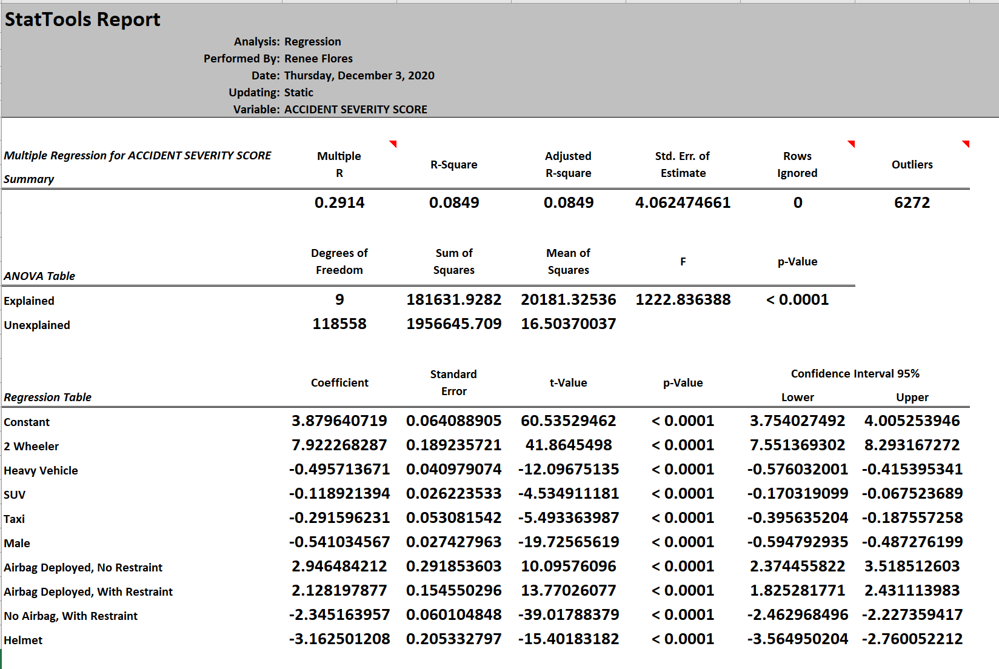 StatTools Report
Analysis: Regression
Performed By: Renee Flores
Date: Thursday, December 3, 2020
Updating: Static
Variable: ACCIDENT SEVERITY SCORE
Multiple Regression for ACCIDENT SEVERITY SCORE Multiple R-Square Adjusted Std. Err. of Rows Outliers
Summary R R-square Estimate Ignored
0.2914 0.0849 0.0849 4.062474661 0 6272
Degrees of Sum of Mean of F p-Value
ANOVA Table Freedom Squares Squares
Explained 9 181631.9282 20181.32536 1222.836388 < 0.0001
Unexplained 118558 1956645.709 16.50370037
Coefficient Standard t-Value p-Value Confidence Interval 95%
Regression Table Error Lower Upper
Constant 3.879640719 0.064088905 60.53529462 < 0.0001 3.754027492 4.005253946
2 Wheeler 7.922268287 0.189235721 41.8645498 < 0.0001 7.551369302 8.293167272
Heavy Vehicle -0.495713671 0.040979074 -12.09675135 < 0.0001 -0.576032001 -0.415395341
SUV -0.118921394 0.026223533 -4.534911181 < 0.0001 -0.170319099 -0.067523689
Taxi -0.291596231 0.053081542 -5.493363987 < 0.0001 -0.395635204 -0.187557258
Male -0.541034567 0.027427963 -19.72565619 < 0.0001 -0.594792935 -0.487276199
Airbag Deployed, No Restraint 2.946484212 0.291853603 10.09576096 < 0.0001 2.374455822 3.518512603
Airbag Deployed, With Restraint 2.128197877 0.154550296 13.77026077 < 0.0001 1.825281771 2.431113983
No Airbag, With Restraint -2.345163957 0.060104848 -39.01788379 < 0.0001 -2.462968496 -2.227359417
Helmet -3.162501208 0.205332797 -15.40183182 < 0.0001 -3.564950204 -2.760052212